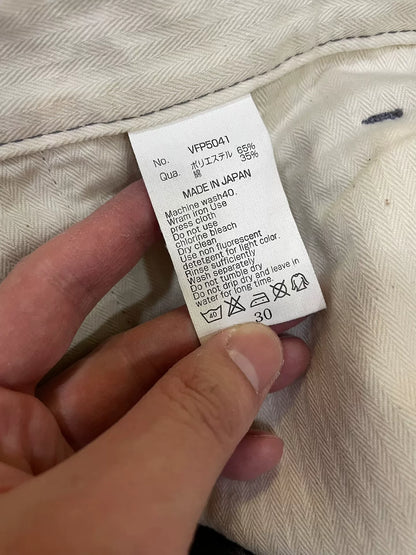 No. VFP5041
Qua. ポリエステル 65%
綿 35%
MADE IN JAPAN
Machine wash40.
Wram iron Use
press cloth
Do not use
chlorine bleach
Dry clean
Use non fluorescent
detetgent for light color.
Rinse sufficiently
Wash separately
Do not tumble dry
Do not drip dry and leave in
water for long time.
40
30